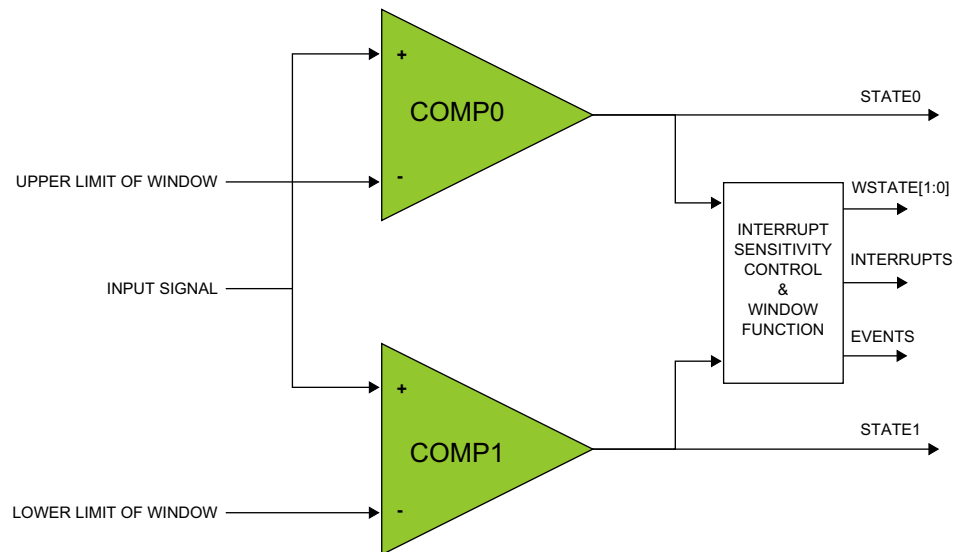 +
COMP0
STATE0
UPPER LIMIT OF WINDOW
-
WSTATE[1:0]
INTERRUPT
SENSITIVITY
CONTROL
&
WINDOW
FUNCTION
INTERRUPTS
INPUT SIGNAL
EVENTS
+
COMP1
STATE1
LOWER LIMIT OF WINDOW
-